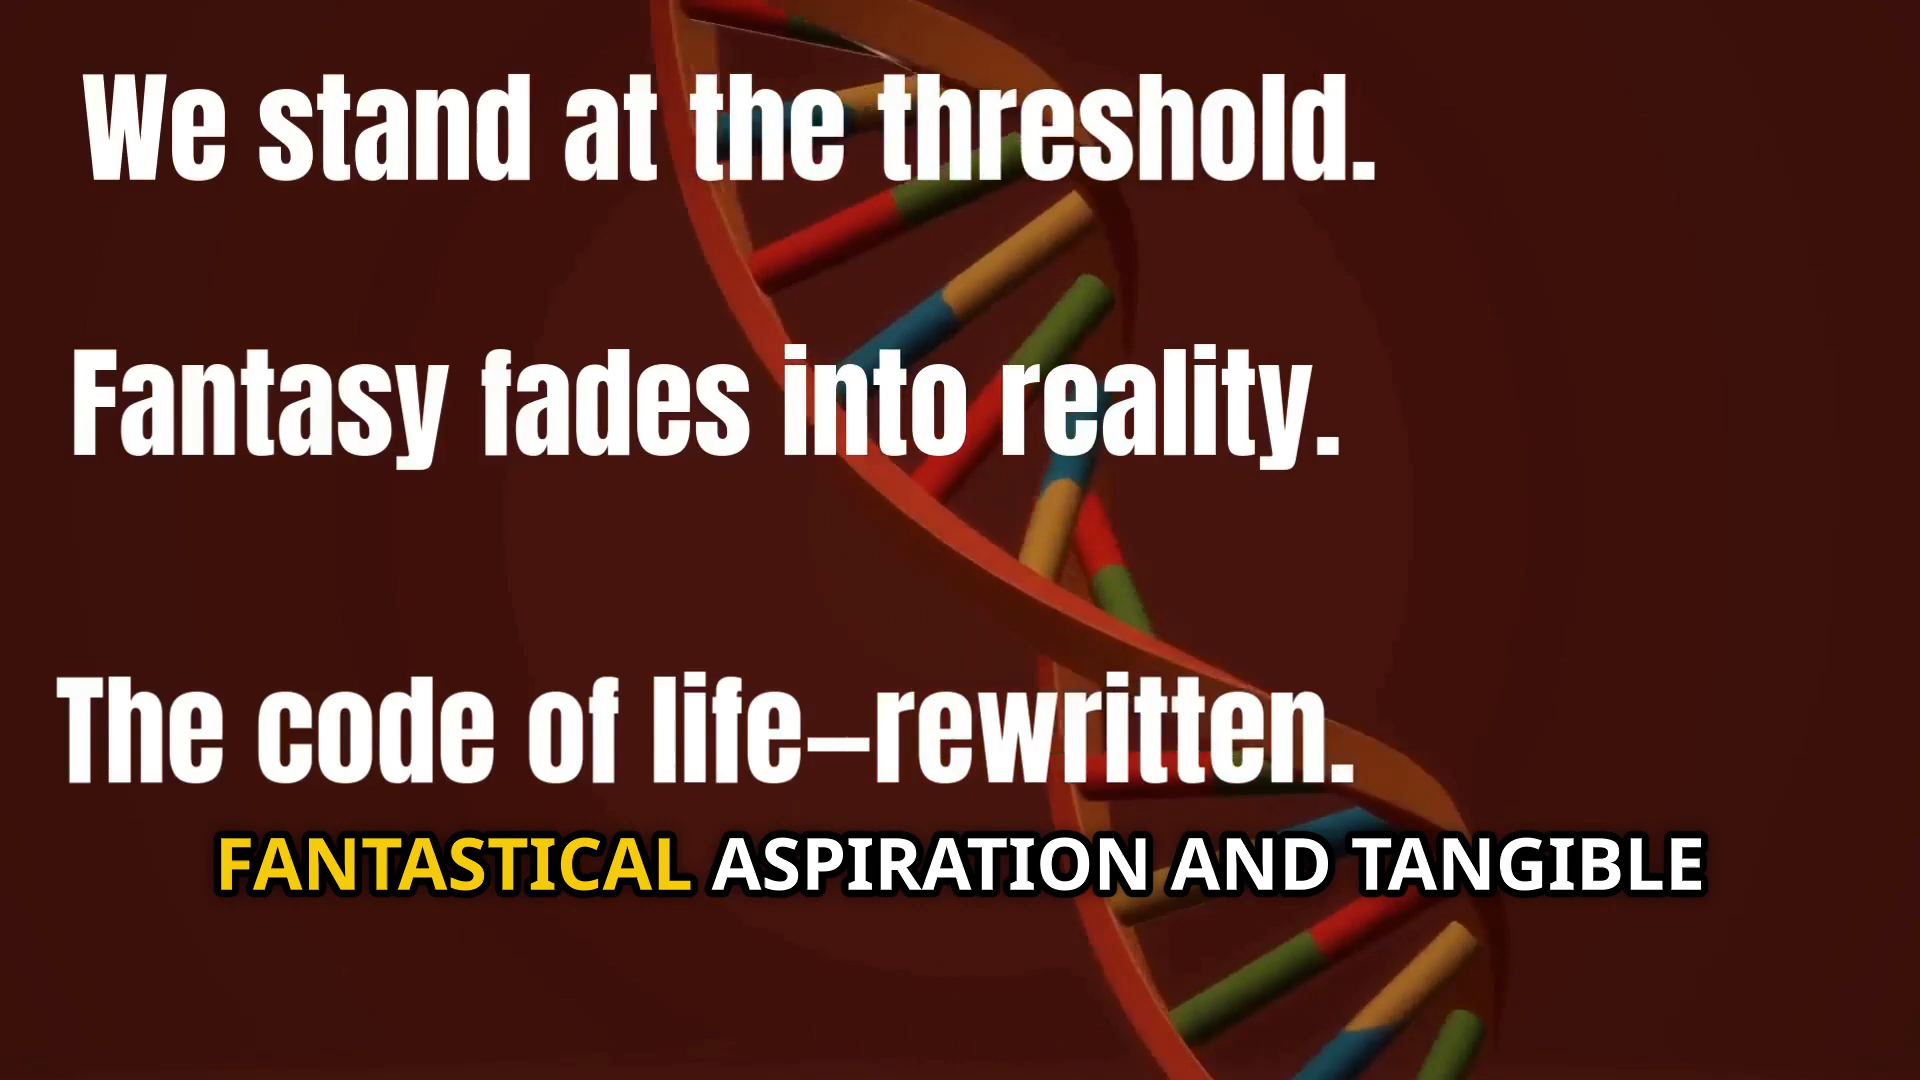 We stand at the threshold.
Fantasy fades into reality.
The code of life—rewritten.
FANTASTICAL ASPIRATION AND TANGIBLE